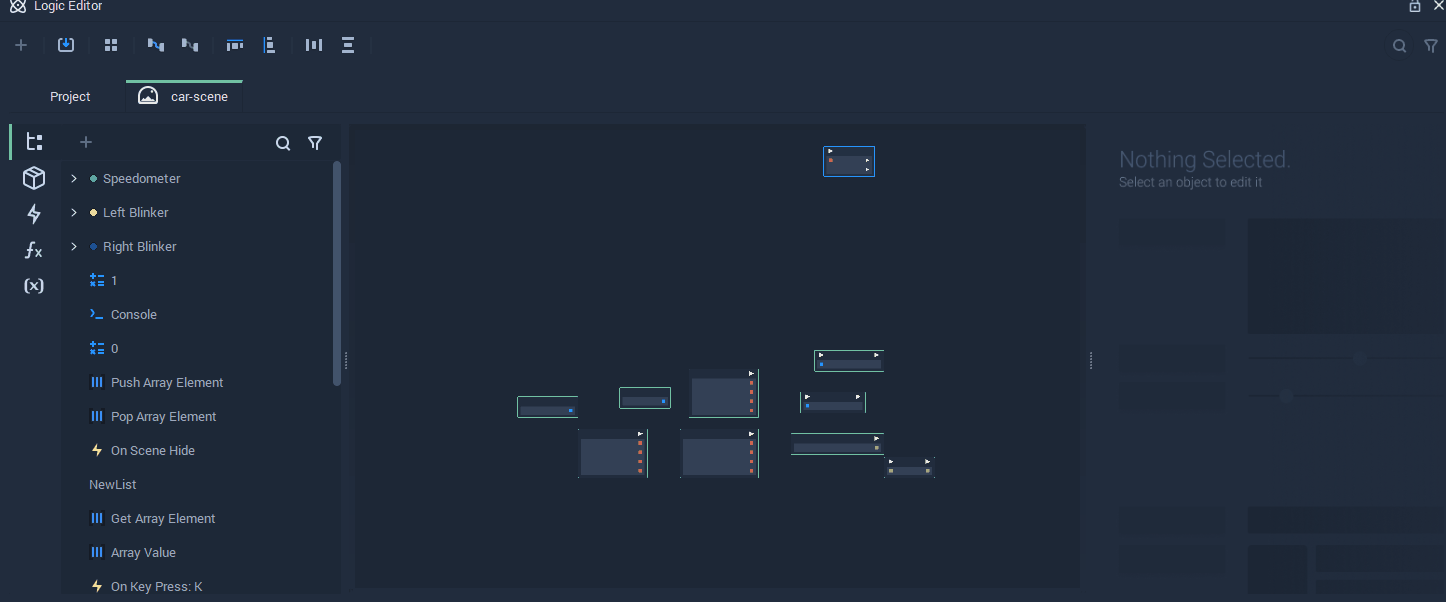 Logic Editor
Project
car-scene
Speedometer
Left Blinker
Right Blinker
1
Console
0
Push Array Element
Pop Array Element
On Scene Hide
NewList
Get Array Element
Array Value
On Key Press: K
Nothing Selected.
Select an object to edit it